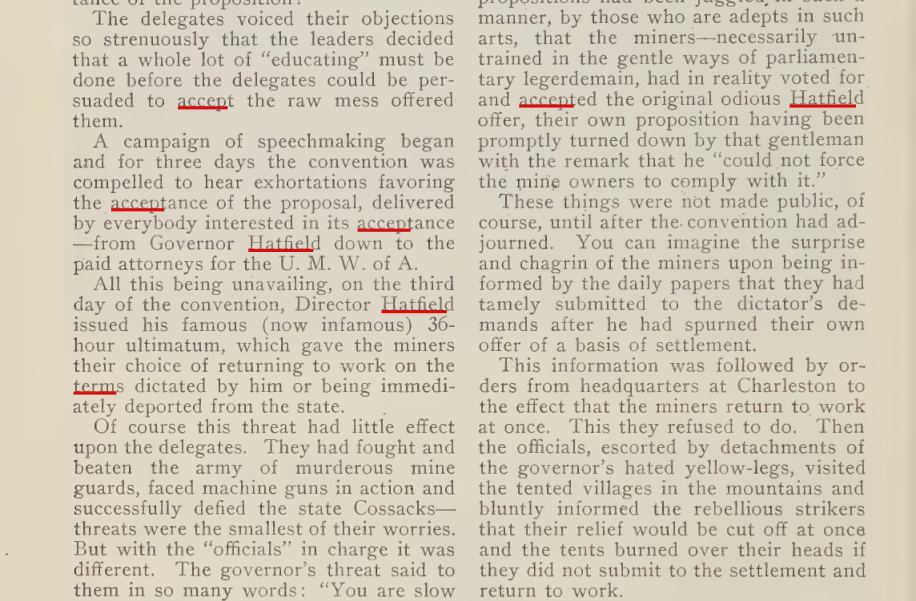 The delegates voiced their objections
so strenuously that the leaders decided
that a whole lot of “educating” must be
done before the delegates could be per-
suaded to accept the raw mess offered
them.
A campaign of speechmaking began
and for three days the convention was
compelled to hear exhortations favoring
the acceptance of the proposal, delivered
by everybody interested in its acceptance
—from Governor Hatfield down to the
paid attorneys for the U. M. W. of A.
All this being unavailing, on the third
day of the convention, Director Hatfield
issued his famous (now infamous) 36-
hour ultimatum, which gave the miners
their choice of returning to work on the
terms dictated by him or being immedi-
ately deported from the state.
Of course this threat had little effect
upon the delegates. They had fought and
beaten the army of murderous mine
guards, faced machine guns in action and
successfully defied the state Cossacks—
threats were the smallest of their worries.
But with the “officials” in charge it was
different. The governor’s threat said to
them in so many words: “You are slow
manner, by those who are adepts in such
arts, that the miners—necessarily un-
trained in the gentle ways of parliamen-
tary legerdemain, had in reality voted for
and accepted the original odious Hatfield
offer, their own proposition having been
promptly turned down by that gentleman
with the remark that he “could not force
the mine owners to comply with it.”
These things were not made public, of
course, until after the convention had ad-
journed. You can imagine the surprise
and chagrin of the miners upon being in-
formed by the daily papers that they had
tamely submitted to the dictator’s de-
mands after he had spurned their own
offer of a basis of settlement.
This information was followed by or-
ders from headquarters at Charleston to
the effect that the miners return to work
at once. This they refused to do. Then
the officials, escorted by detachments of
the governor’s hated yellow-legs, visited
the tented villages in the mountains and
bluntly informed the rebellious strikers
that their relief would be cut off at once
and the tents burned over their heads if
they did not submit to the settlement and
return to work.